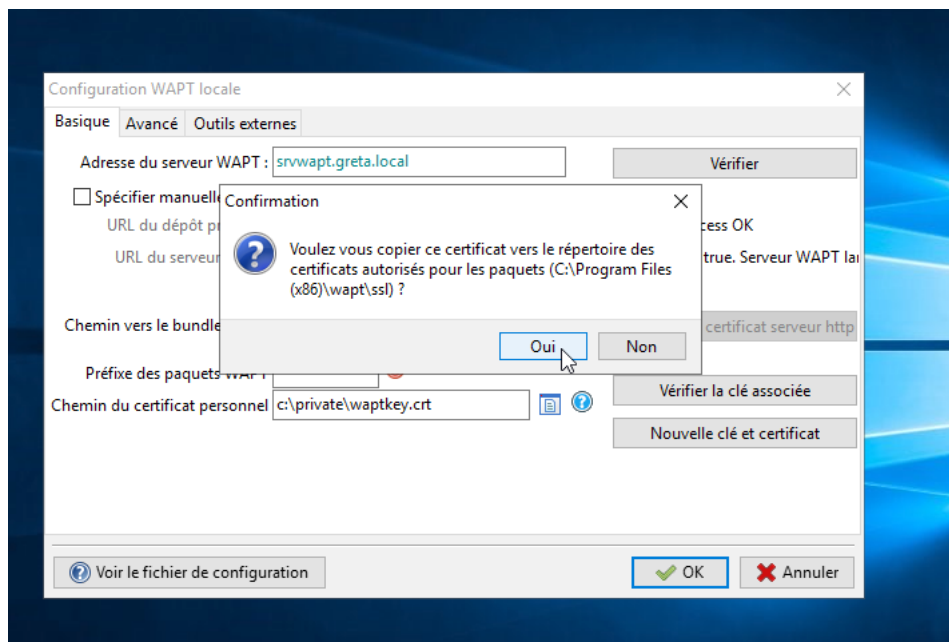 Configuration WAPT locale
Basique Avancé Outils externes
Adresse du serveur WAPT : srvwapt.greta.local Vérifier
Spécifier manuelle
Confirmation
URL du dépôt cess OK
Voulez vous copier ce certificat vers le répertoire des
URL du serveur true. Serveur WAPT
certificats autorisés pour les paquets (C:\Program Files
(x86)\wapt\ssl) ?
Chemin vers le bundle certificat serveur http
Oui Non
Préfixe des paquets WAPT
Vérifier la clé associée
Chemin du certificat personnel c:\private\waptkey.crt
Nouvelle clé et certificat
Voir le fichier de configuration OK Annuler